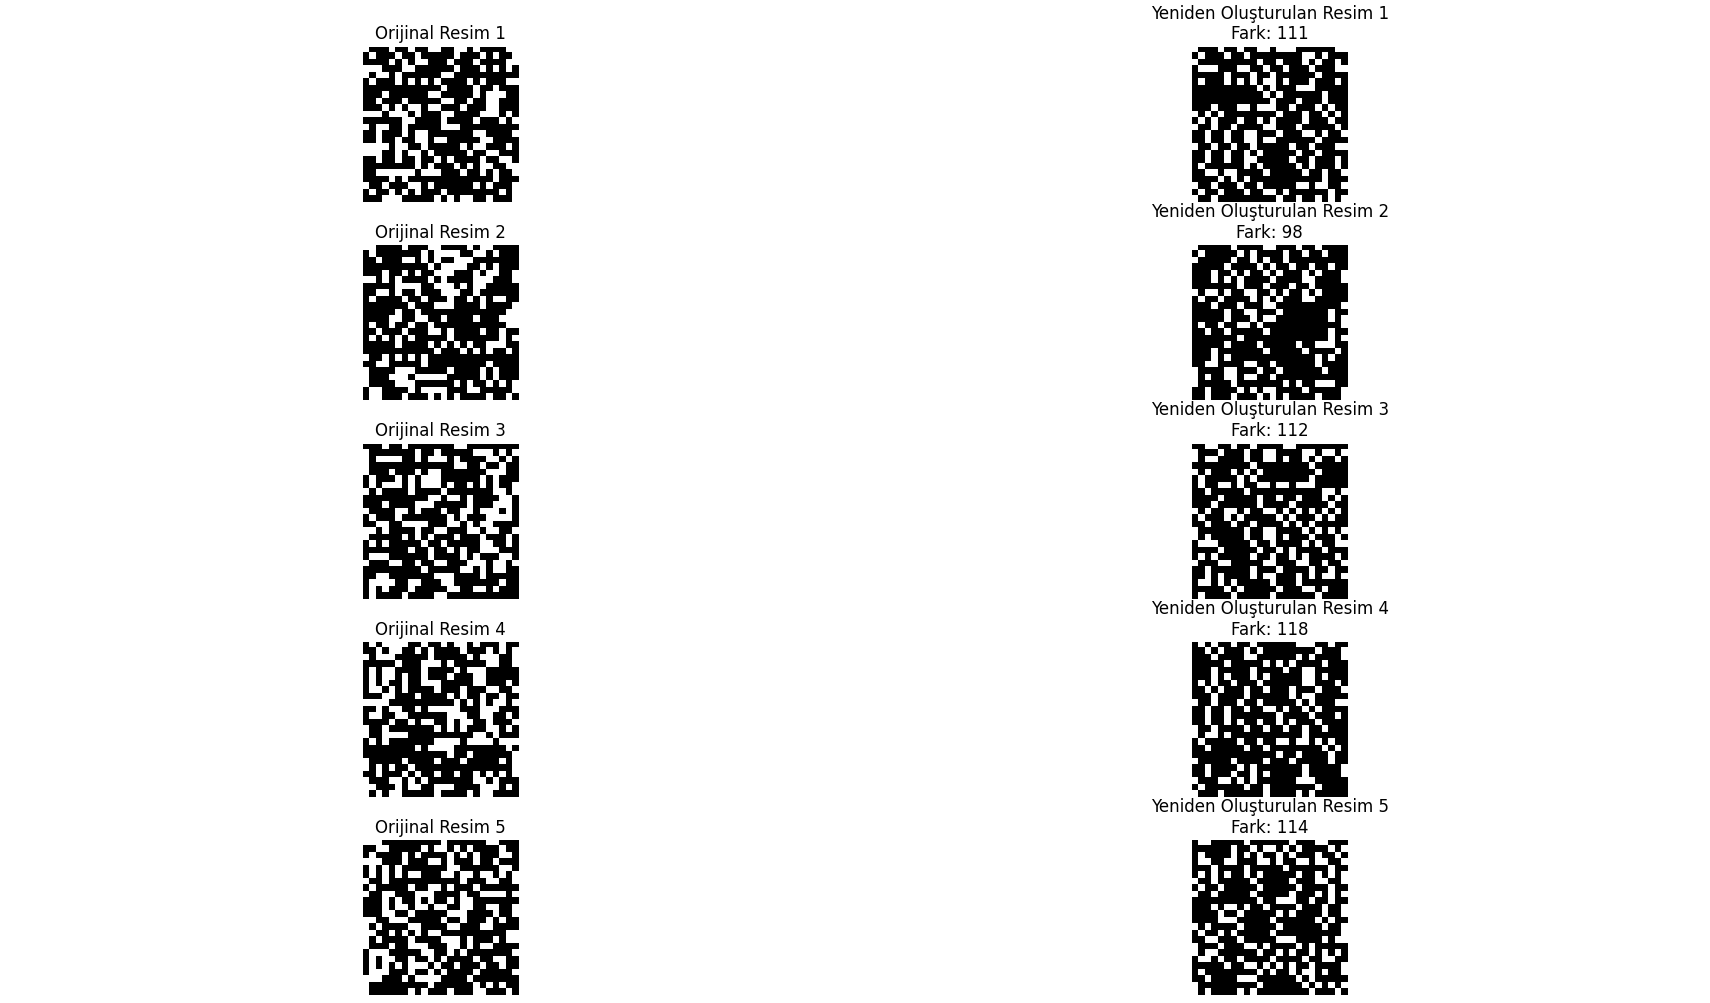 Orijinal Resim 1
Yeniden Oluşturulan Resim 1
Fark: 111
Orijinal Resim 2
Yeniden Oluşturulan Resim 2
Fark: 98
Orijinal Resim 3
Yeniden Oluşturulan Resim 3
Fark: 112
Orijinal Resim 4
Yeniden Oluşturulan Resim 4
Fark: 118
Orijinal Resim 5
Yeniden Oluşturulan Resim 5
Fark: 114